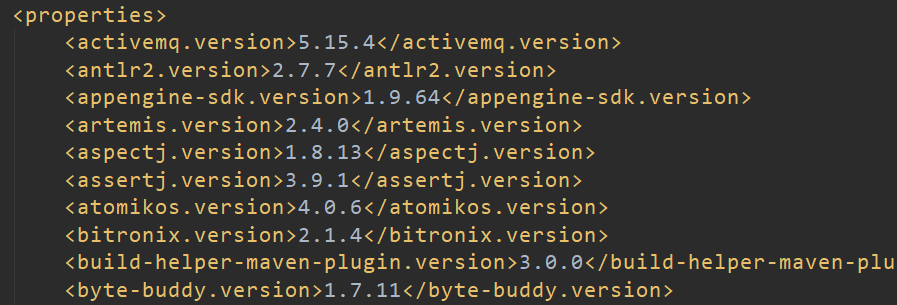 <properties>
<activemq.version>5.15.4</activemq.version>
<antlr2.version>2.7.7</antlr2.version>
<appengine-sdk.version>1.9.64</appengine-sdk.version>
<artemis.version>2.4.0</artemis.version>
<aspectj.version>1.8.13</aspectj.version>
<assertj.version>3.9.1</assertj.version>
<atomikos.version>4.0.6</atomikos.version>
<bitronix.version>2.1.4</bitronix.version>
<build-helper-maven-plugin.version>3.0.0</build-helper-maven-plu
<byte-buddy.version>1.7.11</byte-buddy.version>